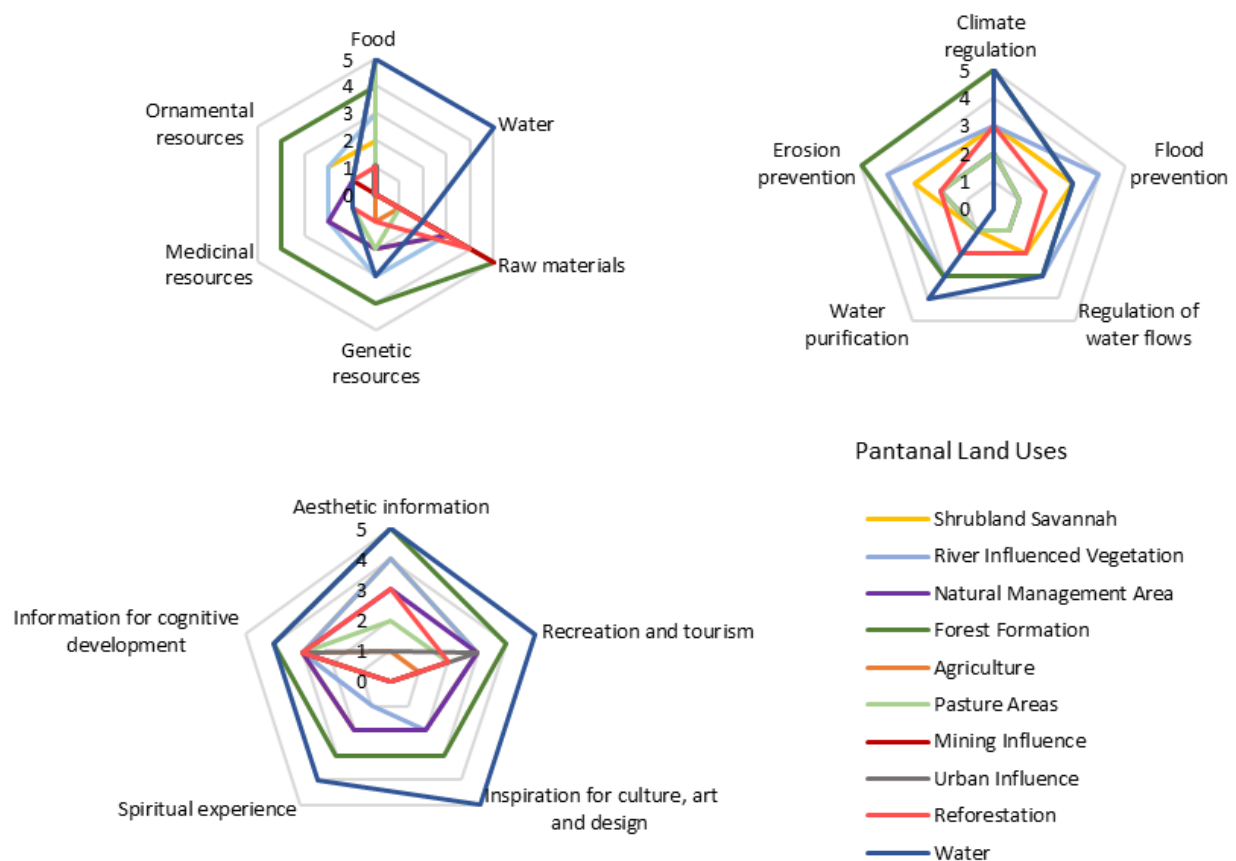 Food
5
4
3
2
1
0
Ornamental
resources
Water
Medicinal
resources
Raw materials
Genetic
resources
Climate
regulation
5
4
3
2
1
0
Erosion
prevention
Flood
prevention
Water
purification
Regulation of
water flows
Aesthetic information
5
4
3
2
1
0
Information for cognitive
development
Recreation and tourism
Spiritual experience
Inspiration for culture, art
and design
Pantanal Land Uses
Shrubland Savannah
River Influenced Vegetation
Natural Management Area
Forest Formation
Agriculture
Pasture Areas
Mining Influence
Urban Influence
Reforestation
Water